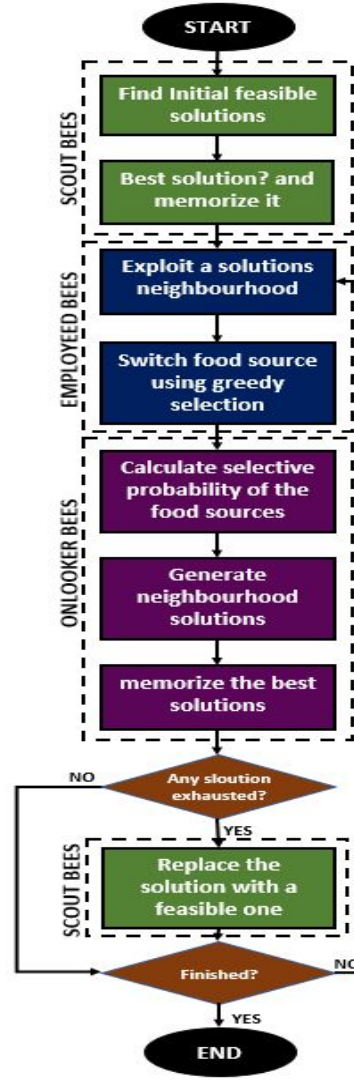 START
SCOUT BEES
Find Initial feasible
solutions
Best solution? and
memorize it
EMPLOYEED BEES
Exploit a solutions
neighbourhood
Switch food source
using greedy
selection
ONLOOKER BEES
Calculate selective
probability of the
food sources
Generate
neighbourhood
solutions
memorize the best
solutions
NO
Any sloution
exhausted?
YES
SCOUT BEES
Replace the
solution with a
feasible one
Finished?
NO
YES
END